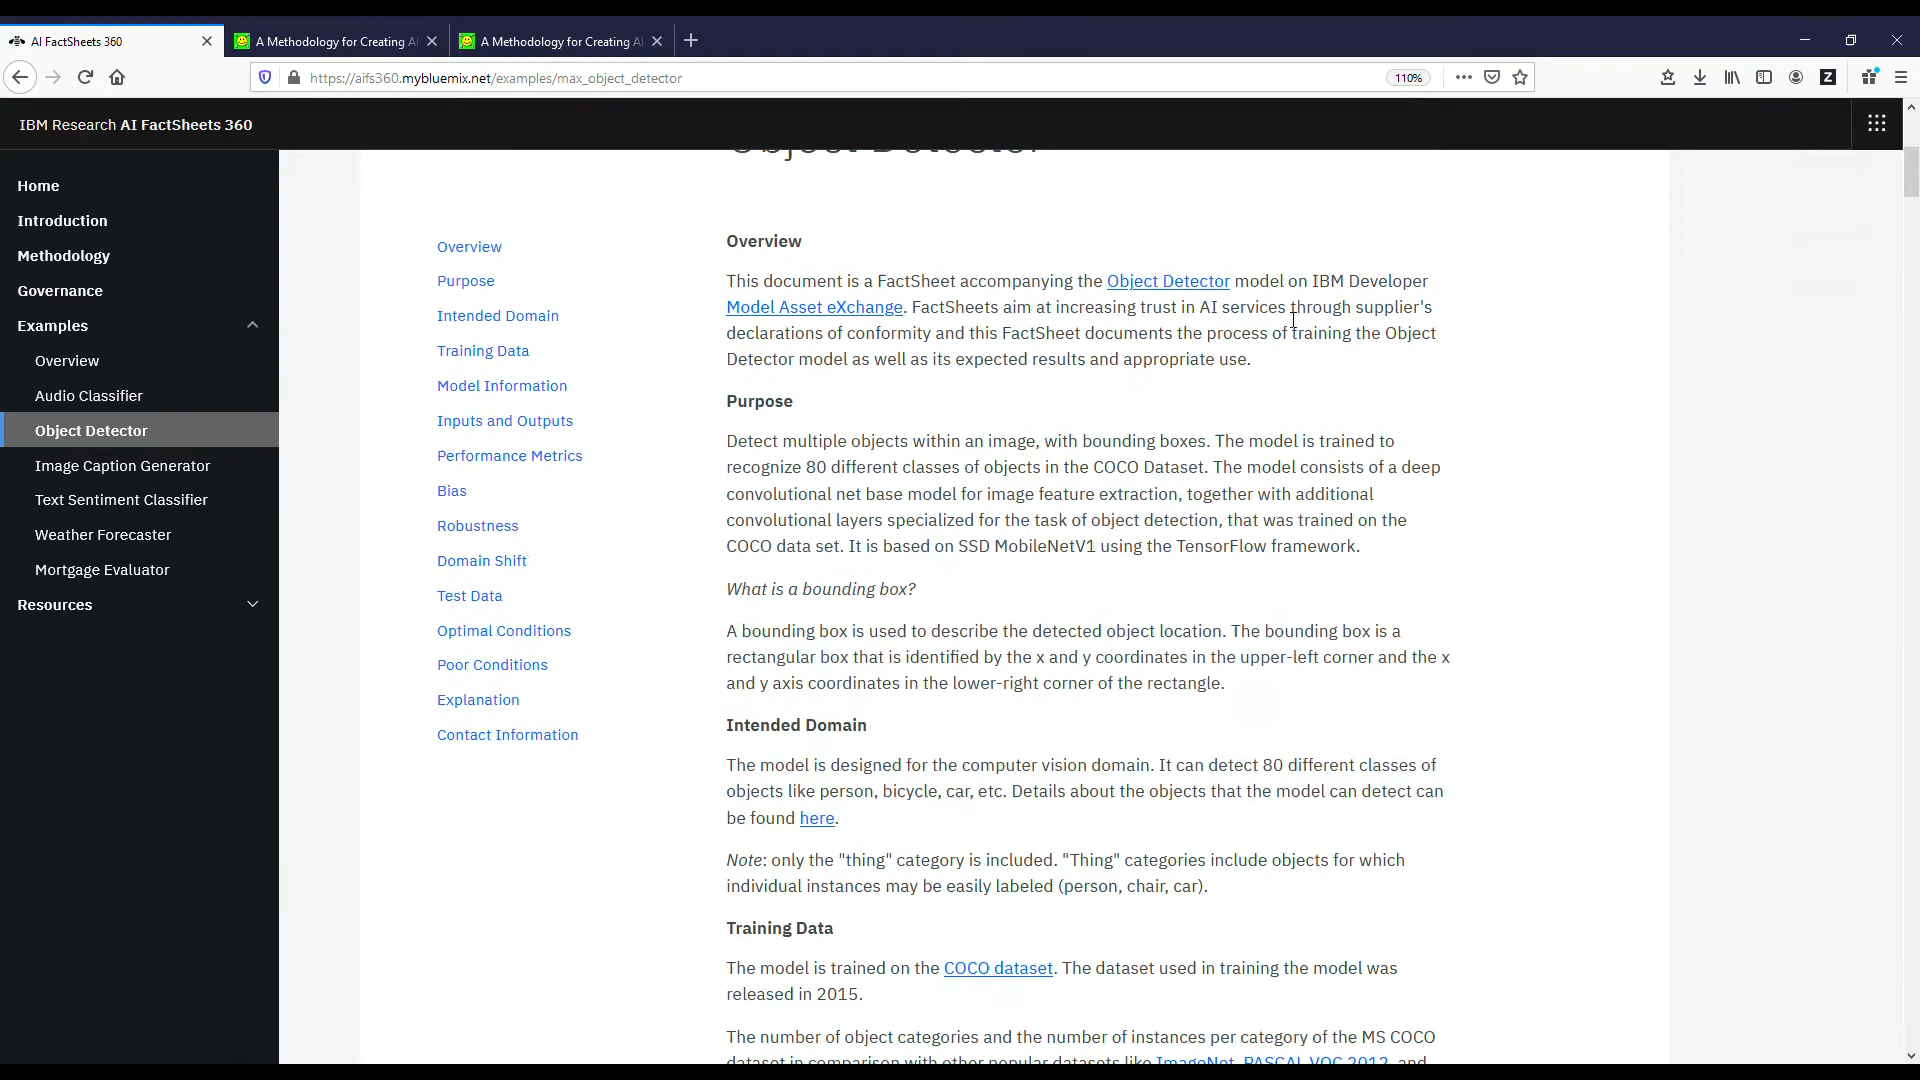 AI FactSheets 360
A Methodology for Creating AI
A Methodology for Creating AI
https://aifs360.mybluemix.net/examples/max_object_detector
110%
Z
IBM Research AI FactSheets 360
Home
Introduction
Methodology
Governance
Examples
Overview
Audio Classifier
Object Detector
Image Caption Generator
Text Sentiment Classifier
Weather Forecaster
Mortgage Evaluator
Resources
Overview
Purpose
Intended Domain
Training Data
Model Information
Inputs and Outputs
Performance Metrics
Bias
Robustness
Domain Shift
Test Data
Optimal Conditions
Poor Conditions
Explanation
Contact Information
Object Detector
Overview
This document is a FactSheet accompanying the Object Detector model on IBM Developer
Model Asset eXchange. FactSheets aim at increasing trust in AI services through supplier's
declarations of conformity and this FactSheet documents the process of training the Object
Detector model as well as its expected results and appropriate use.
Purpose
Detect multiple objects within an image, with bounding boxes. The model is trained to
recognize 80 different classes of objects in the COCO Dataset. The model consists of a deep
convolutional net base model for image feature extraction, together with additional
convolutional layers specialized for the task of object detection, that was trained on the
COCO data set. It is based on SSD MobileNetV1 using the TensorFlow framework.
What is a bounding box?
A bounding box is used to describe the detected object location. The bounding box is a
rectangular box that is identified by the x and y coordinates in the upper-left corner and the x
and y axis coordinates in the lower-right corner of the rectangle.
Intended Domain
The model is designed for the computer vision domain. It can detect 80 different classes of
objects like person, bicycle, car, etc. Details about the objects that the model can detect can
be found here.
Note: only the "thing" category is included. "Thing" categories include objects for which
individual instances may be easily labeled (person, chair, car).
Training Data
The model is trained on the COCO dataset. The dataset used in training the model was
released in 2015.
The number of object categories and the number of instances per category of the MS COCO
dataset in comparison with other popular datasets like ImageNet, PASCAL VOC 2012, and